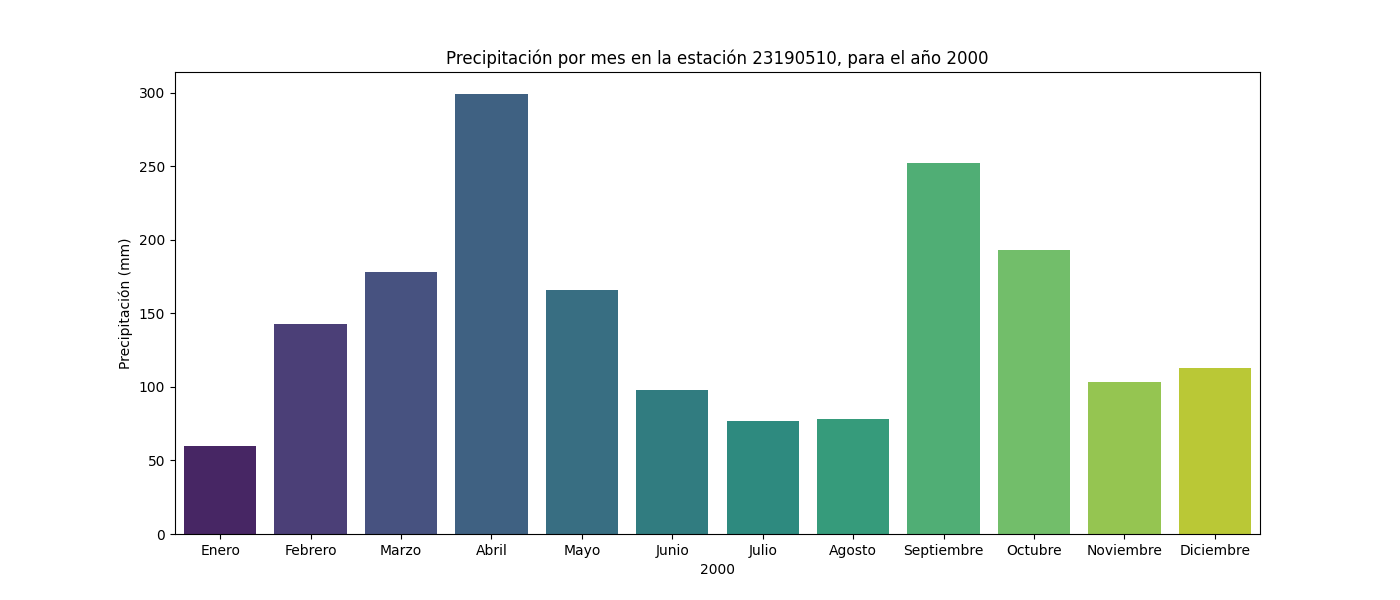 Precipitación por mes en la estación 23190510, para el año 2000
Precipitación (mm)
300
250
200
150
100
50
0
Enero Febrero Marzo Abril Mayo Junio Julio Agosto Septiembre Octubre Noviembre Diciembre
2000